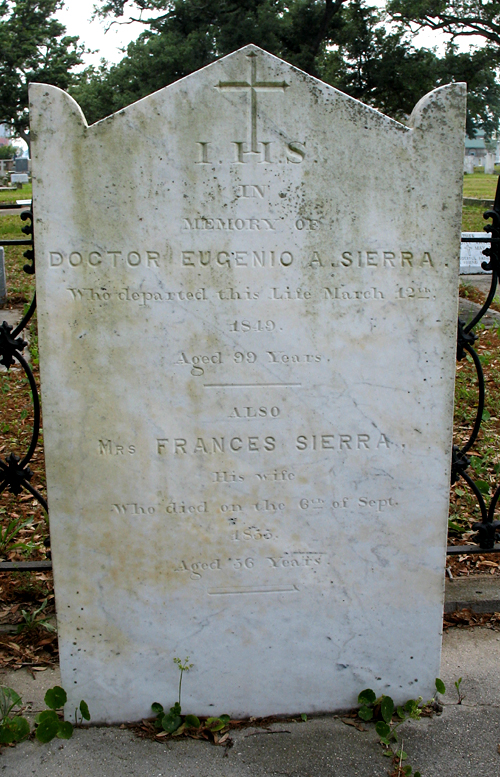 I.H.S.
IN
MEMORY OF
DOCTOR EUGENIO A. SIERRA.
Who departed this Life March 12th.
1849.
Aged 99 Years.
ALSO
Mrs FRANCES SIERRA.
His wife
Who died on the 6th of Sept.
1855.
Aged 56 Years.